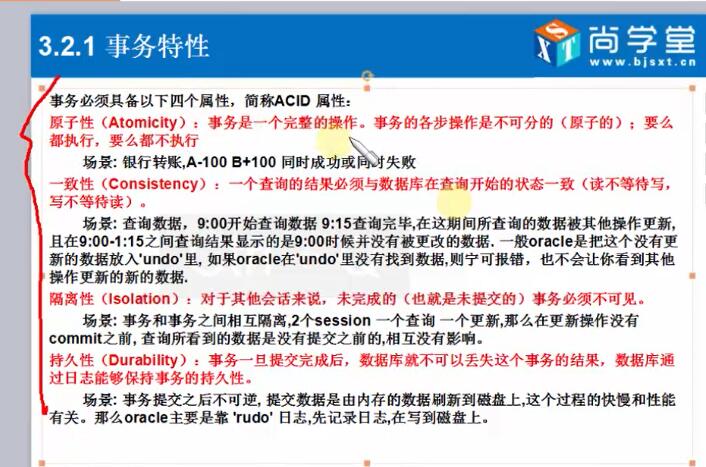 3.2.1 事务特性
尚学堂
www.bjsxt.cn
SXT
事务必须具备以下四个属性，简称ACID 属性：
原子性（Atomicity）：事务是一个完整的操作。事务的各步操作是不可分的（原子的）；要么
都执行，要么都不执行
场景: 银行转账,A-100 B+100 同时成功或同时失败
一致性（Consistency）：一个查询的结果必须与数据库在查询开始的状态一致（读不等待写，
写不等待读）。
场景: 查询数据，9:00开始查询数据 9:15查询完毕,在这期间所查询的数据被其他操作更新,
且在9:00-1:15之间查询结果显示的是9:00时候并没有被更改的数据. 一般oracle是把这个没有更
新的数据放入'undo'里, 如果oracle在'undo'里没有找到数据,则宁可报错，也不会让你看到其他
操作更新的新的数据.
隔离性（Isolation）：对于其他会话来说，未完成的（也就是未提交的）事务必须不可见。
场景: 事务和事务之间相互隔离,2个session 一个查询 一个更新,那么在更新操作没有
commit之前, 查询所看到的数据是没有提交之前的,相互没有影响。
持久性（Durability）：事务一旦提交完成后，数据库就不可以丢失这个事务的结果，数据库通
过日志能够保持事务的持久性。
场景: 事务提交之后不可逆, 提交数据是由内存的数据刷新到磁盘上,这个过程的快慢和性能
有关。那么oracle主要是靠 'rudo' 日志,先记录日志,在写到磁盘上。